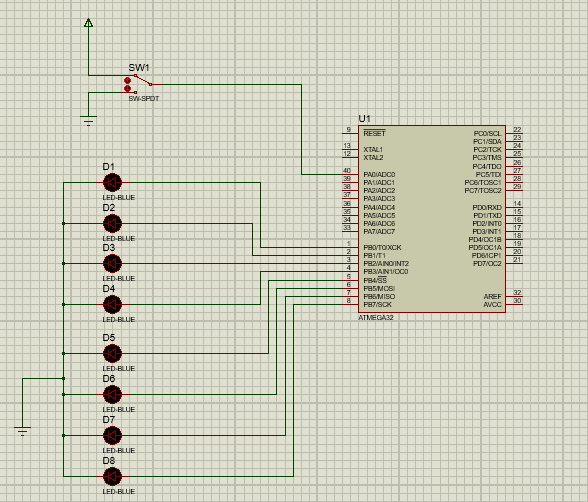 SW1
SW-SPDT
D1
LED-BLUE
D2
LED-BLUE
D3
LED-BLUE
D4
LED-BLUE
D5
LED-BLUE
D6
LED-BLUE
D7
LED-BLUE
D8
LED-BLUE
U1
9 RESET
13 XTAL1
12 XTAL2
40 PA0/ADC0
39 PA1/ADC1
38 PA2/ADC2
37 PA3/ADC3
36 PA4/ADC4
35 PA5/ADC5
34 PA6/ADC6
33 PA7/ADC7
1 PB0/T0/XCK
2 PB1/T1
3 PB2/AIN0/INT2
4 PB3/AIN1/OC0
5 PB4/SS
6 PB5/MOSI
7 PB6/MISO
8 PB7/SCK
PC0/SCL 22
PC1/SDA 23
PC2/TCK 24
PC3/TMS 25
PC4/TDO 26
PC5/TDI 27
PC6/TOSC1 28
PC7/TOSC2 29
PD0/RXD 14
PD1/TXD 15
PD2/INT0 16
PD3/INT1 17
PD4/OC1B 18
PD5/OC1A 19
PD6/ICP1 20
PD7/OC2 21
AREF 32
AVCC 30
ATMEGA32